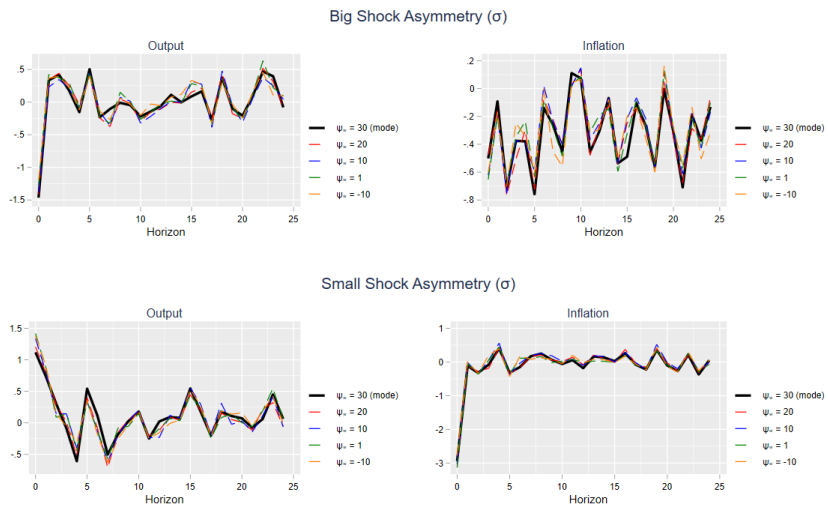 Big Shock Asymmetry (σ)
Output
.5
0
-.5
-1
-1.5
0
5
10
15
20
25
Horizon
ψ∘ = 30 (mode)
ψ∘ = 20
ψ∘ = 10
ψ∘ = 1
ψ∘ = -10
Inflation
.2
0
-.2
-.4
-.6
-.8
0
5
10
15
20
25
Horizon
ψ∘ = 30 (mode)
ψ∘ = 20
ψ∘ = 10
ψ∘ = 1
ψ∘ = -10
Small Shock Asymmetry (σ)
Output
1.5
1
.5
0
-.5
0
5
10
15
20
25
Horizon
ψ∘ = 30 (mode)
ψ∘ = 20
ψ∘ = 10
ψ∘ = 1
ψ∘ = -10
Inflation
1
0
-1
-2
-3
0
5
10
15
20
25
Horizon
ψ∘ = 30 (mode)
ψ∘ = 20
ψ∘ = 10
ψ∘ = 1
ψ∘ = -10